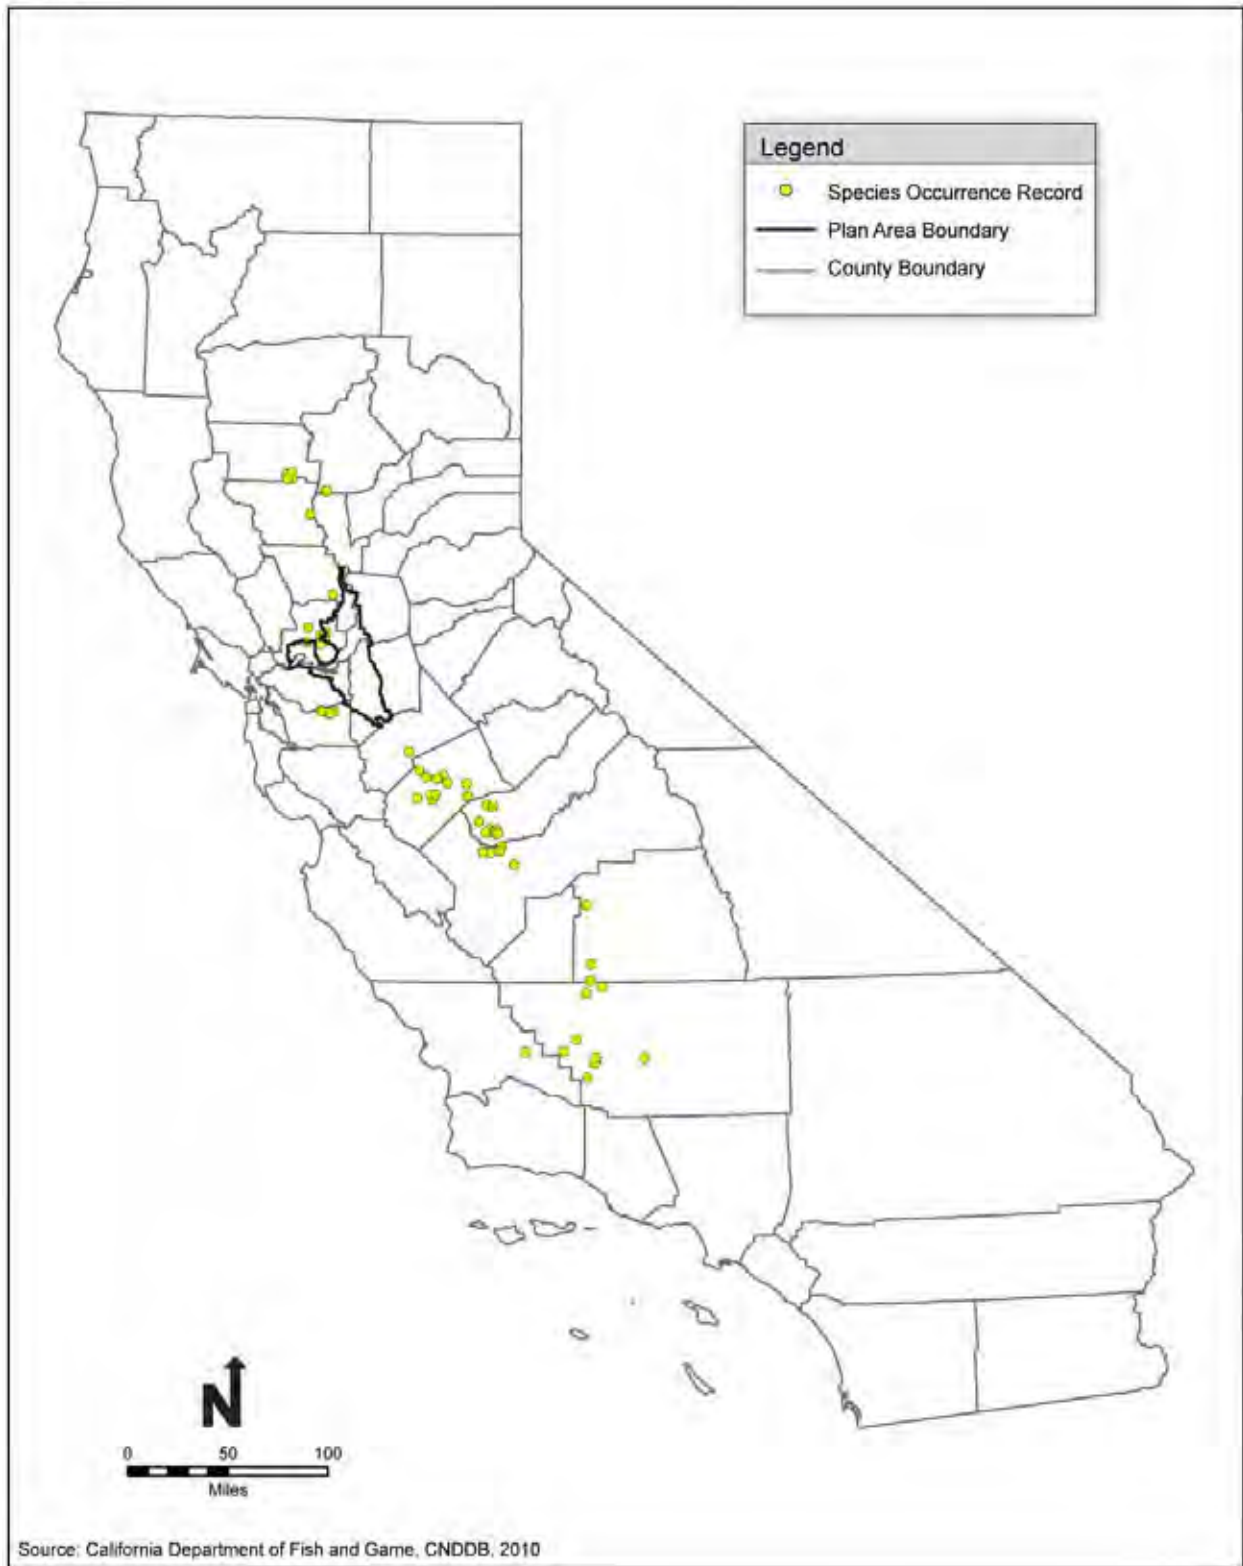 Legend
Species Occurrence Record
Plan Area Boundary
County Boundary
N
0 50 100
Miles
Source: California Department of Fish and Game, CNDDB, 2010